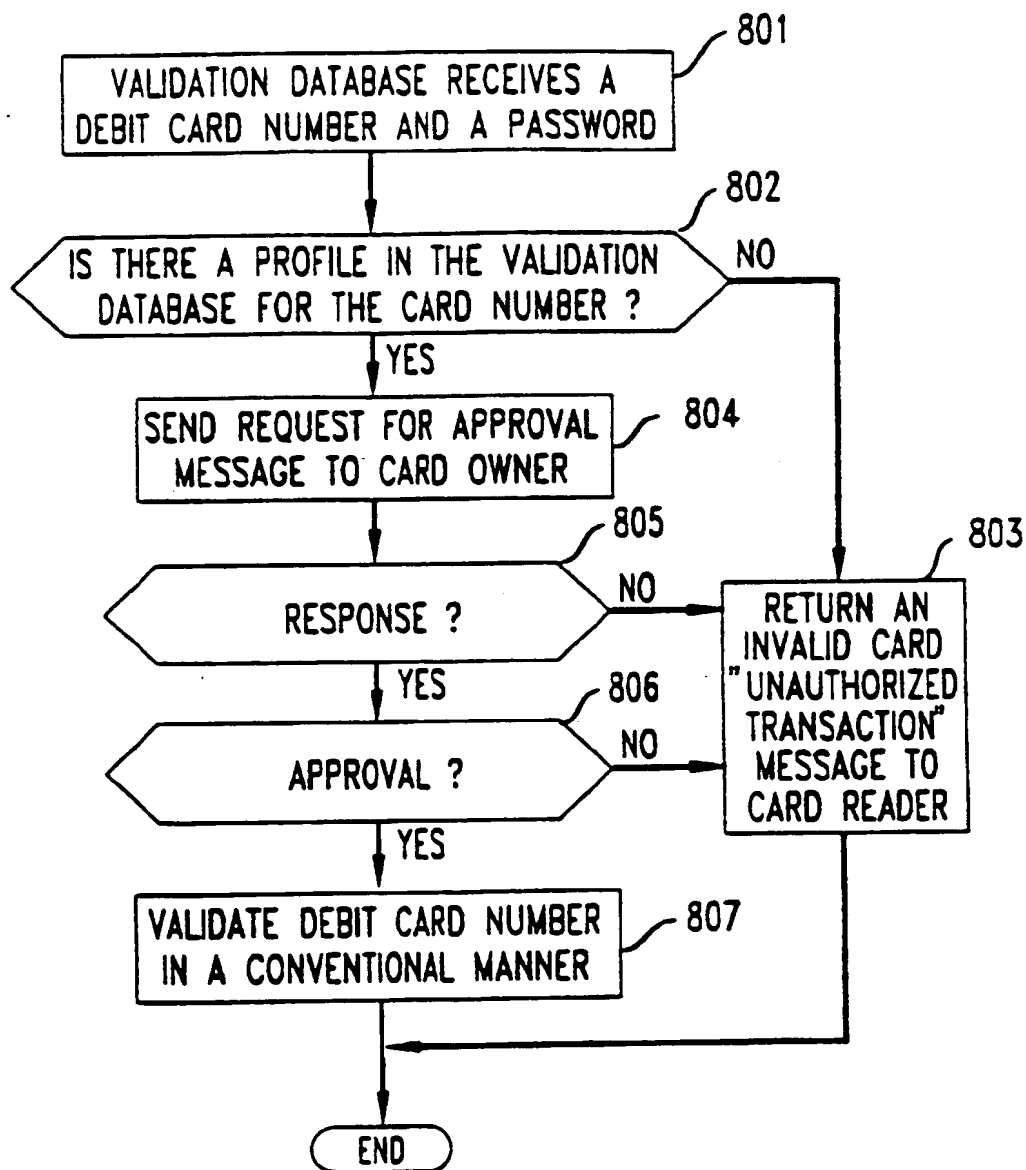 801
VALIDATION DATABASE RECEIVES A
DEBIT CARD NUMBER AND A PASSWORD
802
IS THERE A PROFILE IN THE VALIDATION
DATABASE FOR THE CARD NUMBER ?
NO
YES
804
SEND REQUEST FOR APPROVAL
MESSAGE TO CARD OWNER
805
RESPONSE ?
NO
YES
803
RETURN AN
INVALID CARD
"UNAUTHORIZED
TRANSACTION"
MESSAGE TO
CARD READER
806
APPROVAL ?
NO
YES
807
VALIDATE DEBIT CARD NUMBER
IN A CONVENTIONAL MANNER
END